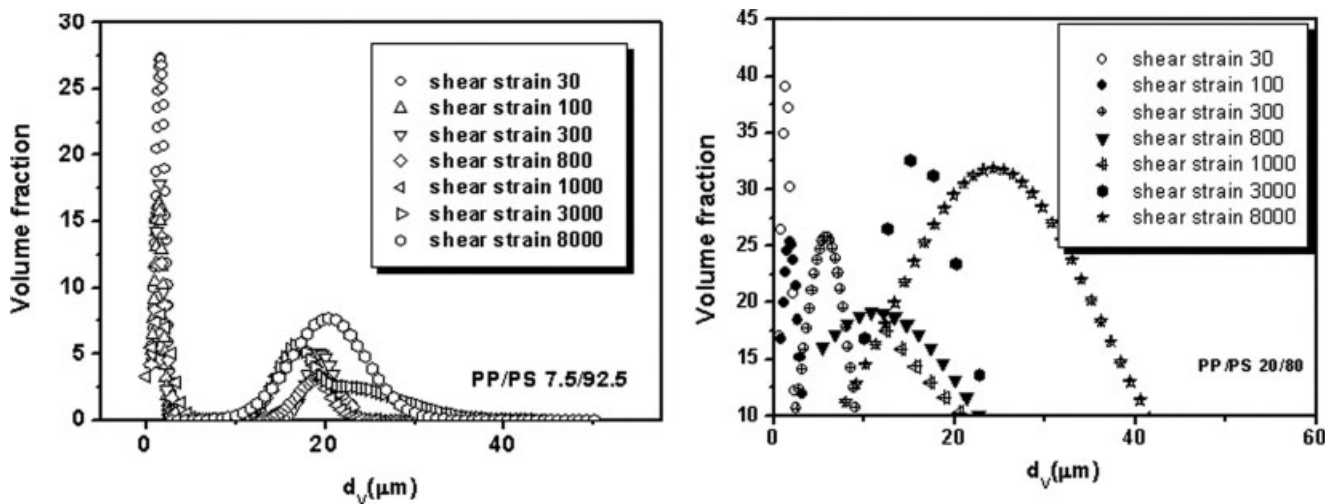 30
25
20
15
10
5
0
Volume fraction
shear strain 30
shear strain 100
shear strain 300
shear strain 800
shear strain 1000
shear strain 3000
shear strain 8000
PP/PS 7.5/92.5
0 20 40
dV(μm)
45
40
35
30
25
20
15
10
Volume fraction
shear strain 30
shear strain 100
shear strain 300
shear strain 800
shear strain 1000
shear strain 3000
shear strain 8000
PP/PS 20/80
0 20 40 60
dV(μm)